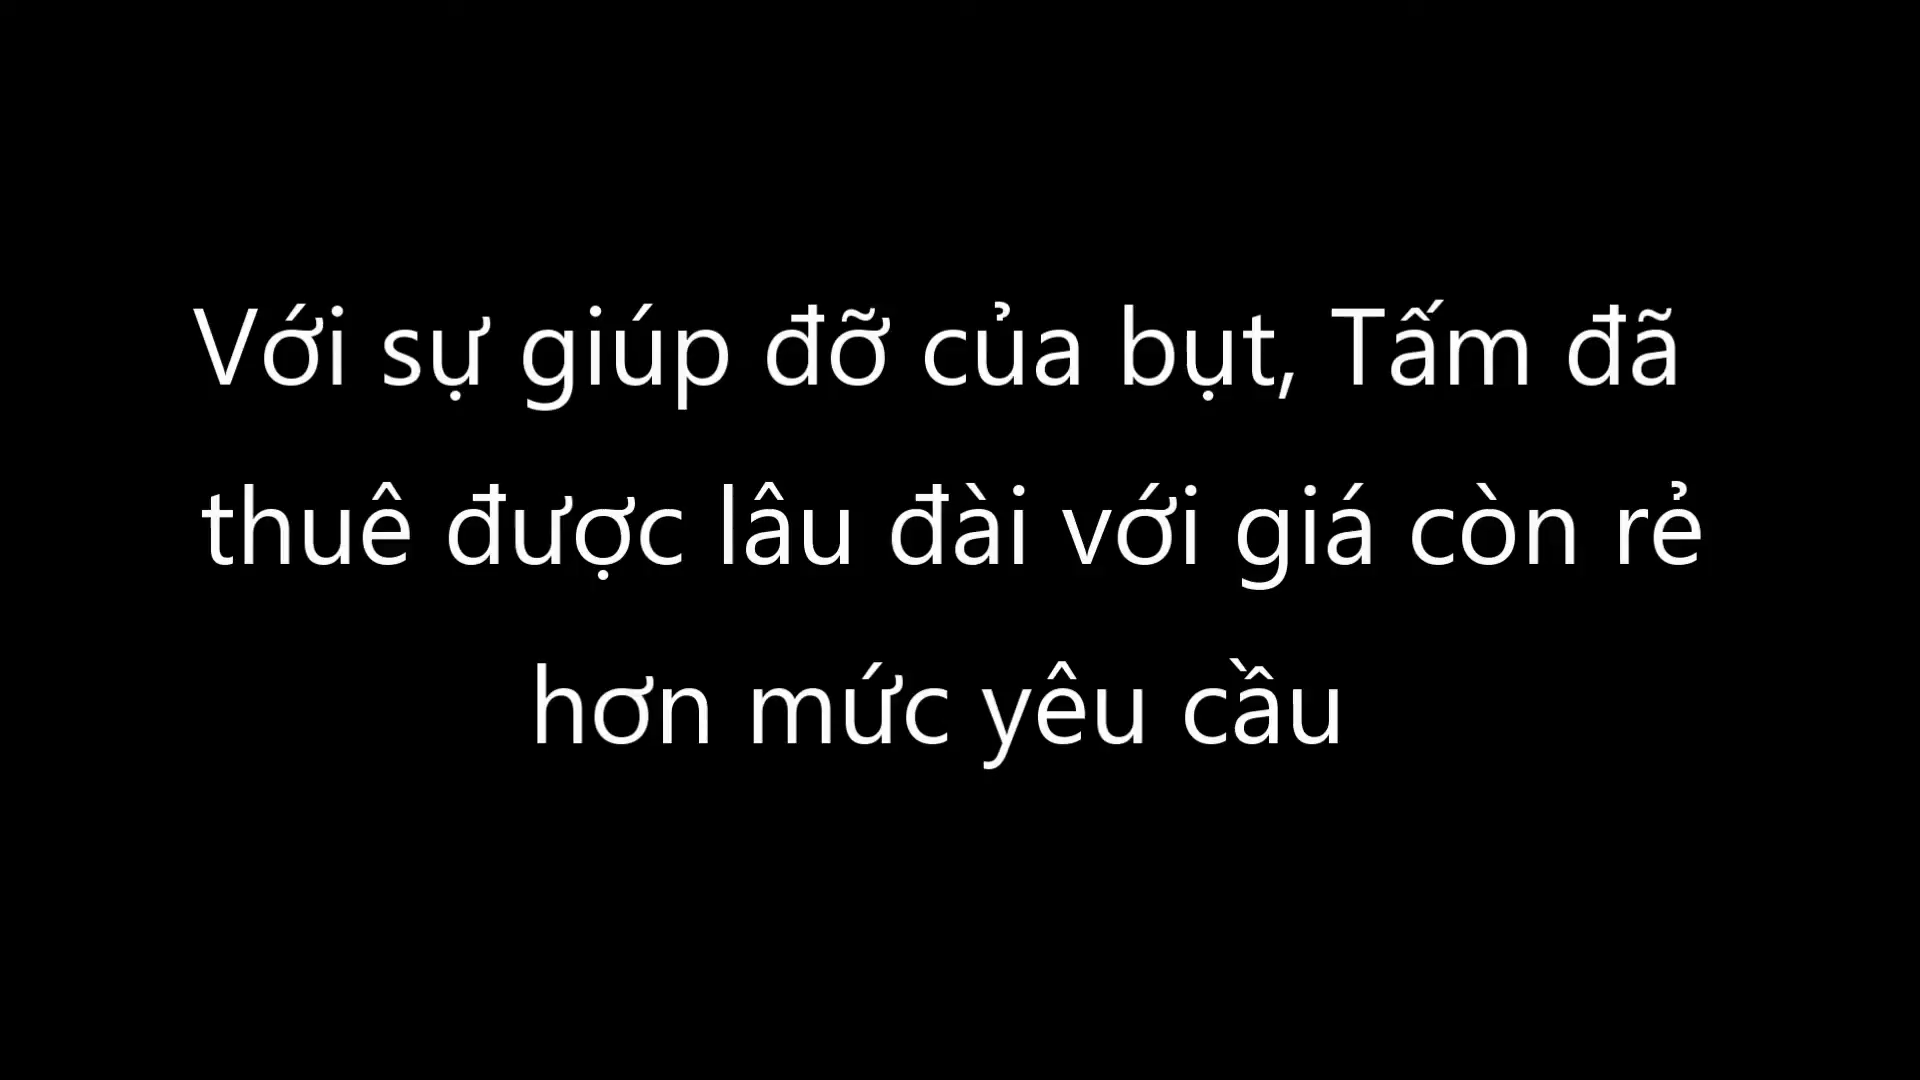 Với sự giúp đỡ của bụt, Tấm đã
thuê được lâu đài với giá còn rẻ
hơn mức yêu cầu